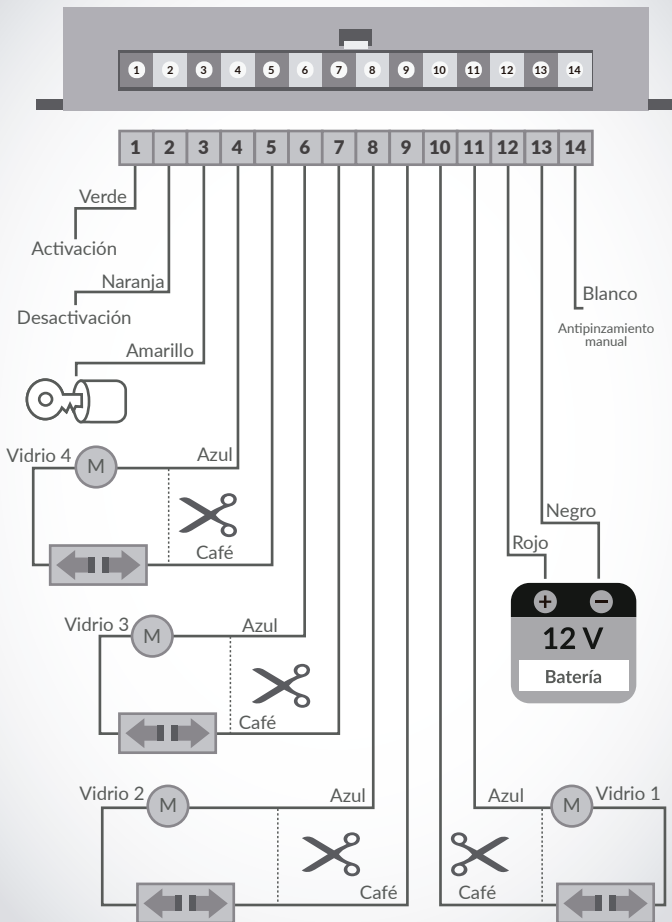 1 2 3 4 5 6 7 8 9 10 11 12 13 14
1 2 3 4 5 6 7 8 9 10 11 12 13 14
Verde
Activación
Naranja
Desactivación
Amarillo
Blanco
Antipinzamiento
manual
Vidrio 4
M
Azul
Café
Negro
Rojo
+ −
12 V
Batería
Vidrio 3
M
Azul
Café
Vidrio 2
M
Azul
Café
Azul
M
Vidrio 1
Café